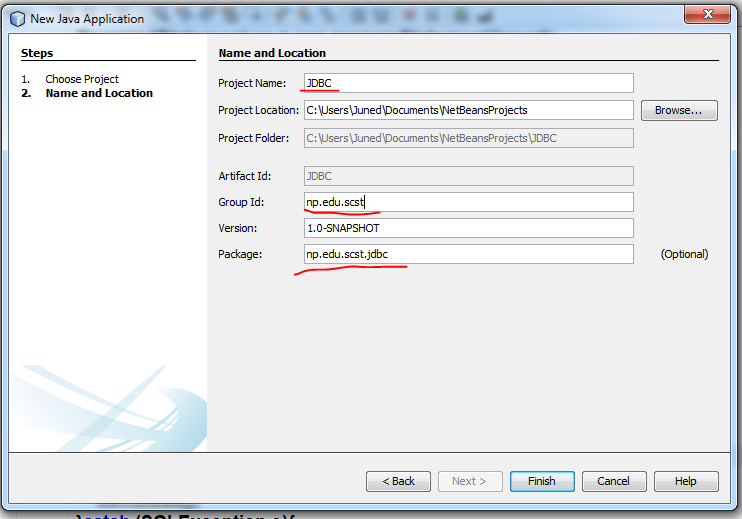 New Java Application
Steps
1. Choose Project
2. Name and Location
Name and Location
Project Name: JDBC
Project Location: C:\Users\Juned\Documents\NetBeansProjects Browse...
Project Folder: C:\Users\Juned\Documents\NetBeansProjects\JDBC
Artifact Id: JDBC
Group Id: np.edu.scst
Version: 1.0-SNAPSHOT
Package: np.edu.scst.jdbc (Optional)
< Back Next > Finish Cancel Help
}catch (SQLException e){